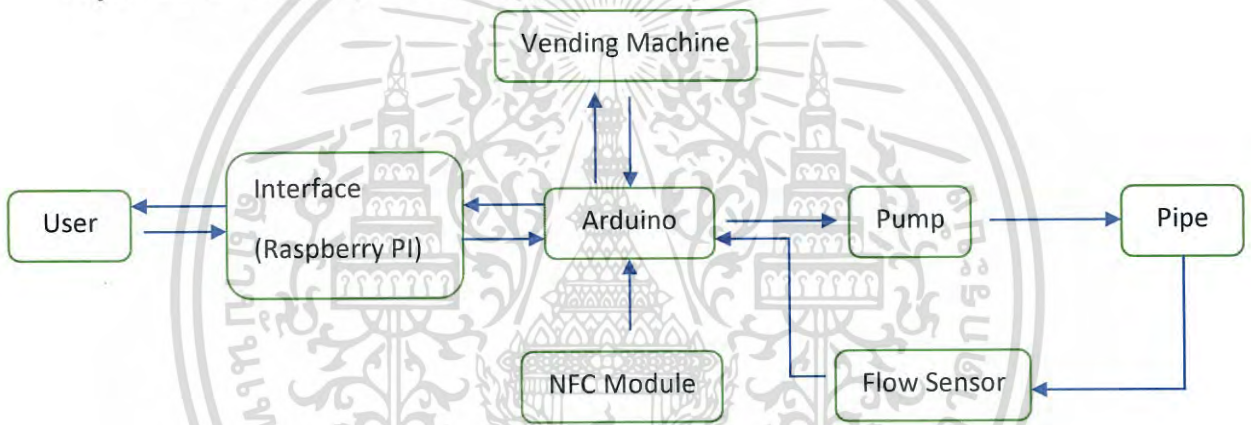 Vending Machine
Interface
(Raspberry PI)
User
Arduino
Pump
Pipe
NFC Module
Flow Sensor